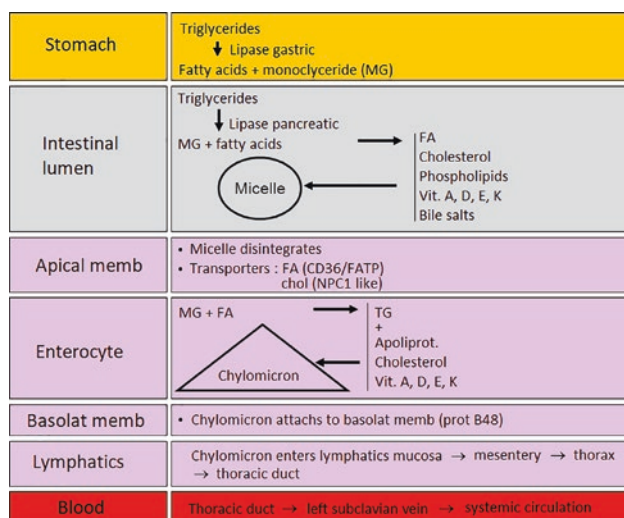 Stomach
Triglycerides
↓ Lipase gastric
Fatty acids + monoclyceride (MG)
Intestinal
lumen
Triglycerides
↓ Lipase pancreatic
MG + fatty acids →
Micelle
FA
Cholesterol
Phospholipids
Vit. A, D, E, K
Bile salts
Apical memb
• Micelle disintegrates
• Transporters : FA (CD36/FATP)
chol (NPC1 like)
Enterocyte
MG + FA →
Chylomicron
TG
+
Apoliprot.
Cholesterol
Vit. A, D, E, K
Basolat memb
• Chylomicron attachs to basolat memb (prot B48)
Lymphatics
Chylomicron enters lymphatics mucosa → mesentery → thorax
→ thoracic duct
Blood
Thoracic duct → left subclavian vein → systemic circulation